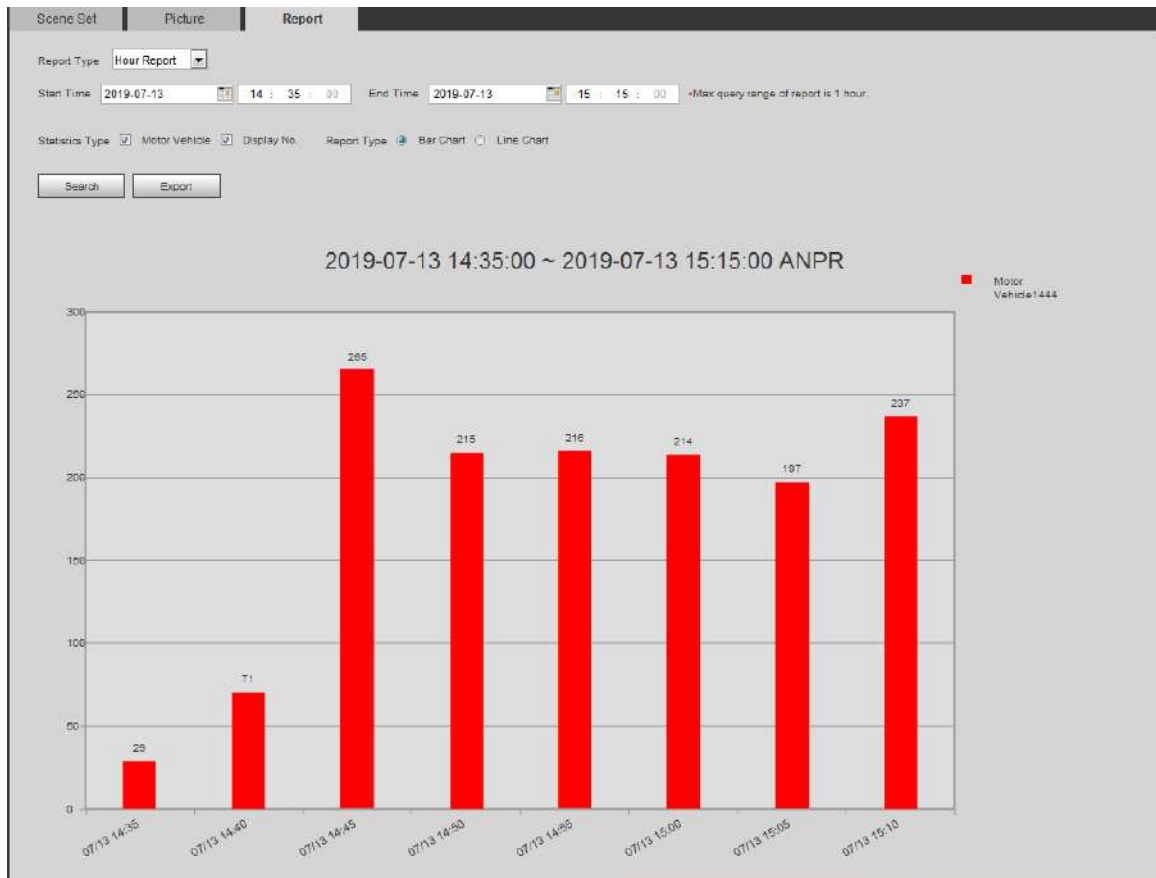 Scene Set Picture Report
Report Type Hour Report
Start Time 2019-07-13 14 : 35 : 00 End Time 2019-07-13 15 : 15 : 00 *Max query range of report is 1 hour.
Statistics Type Motor Vehicle Display No. Report Type Bar Chart Line Chart
Search Export
2019-07-13 14:35:00 ~ 2019-07-13 15:15:00 ANPR
Motor
Vehicle1444
300
265
250
237
215
216
214
200
197
150
100
71
50
29
0
07/13 14:35 07/13 14:40 07/13 14:45 07/13 14:50 07/13 14:55 07/13 15:00 07/13 15:05 07/13 15:10